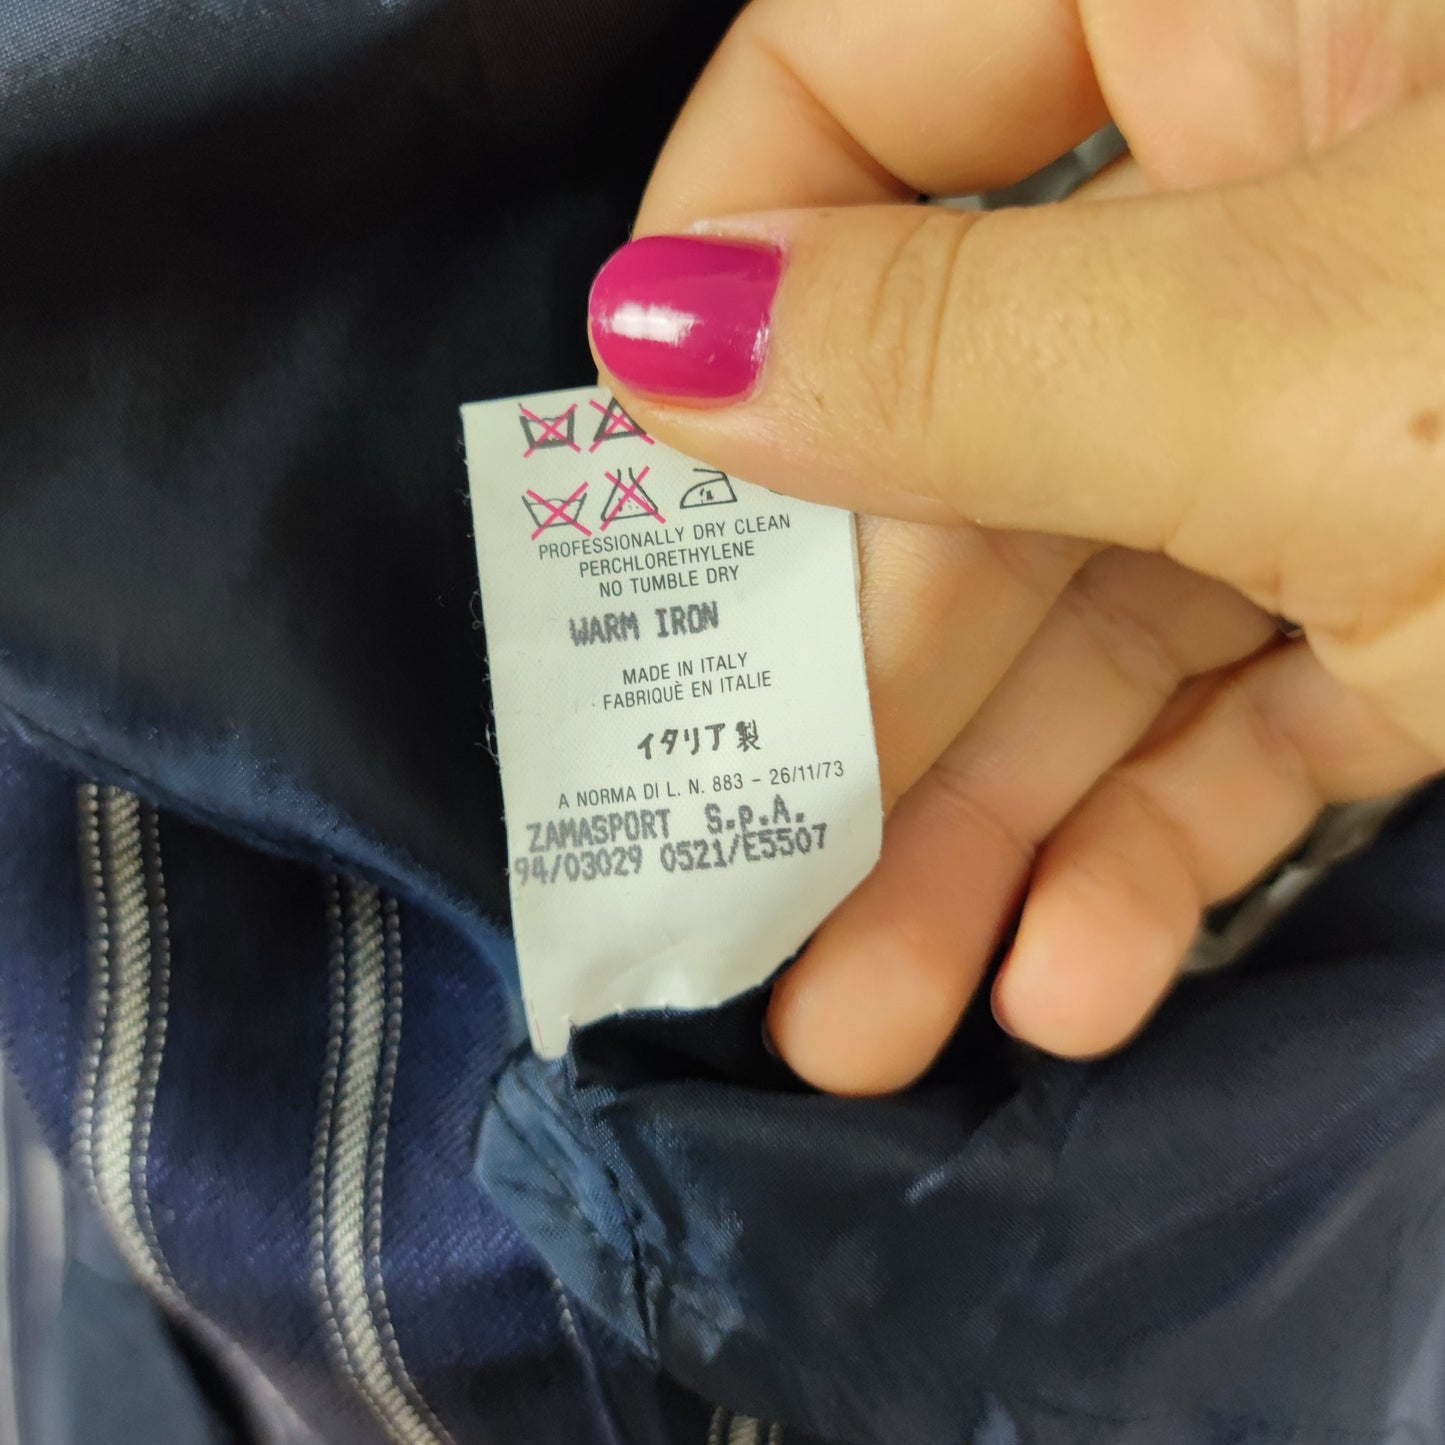 PROFESSIONALLY DRY CLEAN
PERCHLORETHYLENE
NO TUMBLE DRY
WARM IRON
MADE IN ITALY
FABRIQUÈ EN ITALIE
イタリア製
A NORMA DI L. N. 883 - 26/11/73
ZAMASPORT S.p.A.
94/03029 0521/E5507